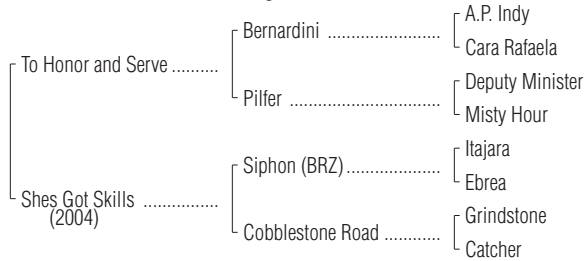 A.P. Indy
Bernardini ......................
Cara Rafaela
To Honor and Serve ..........
Deputy Minister
Pilfer ..............................
Misty Hour
Itajara
Siphon (BRZ)...................
Ebrea
Shes Got Skills ...............
(2004)
Grindstone
Cobblestone Road ...........
Catcher